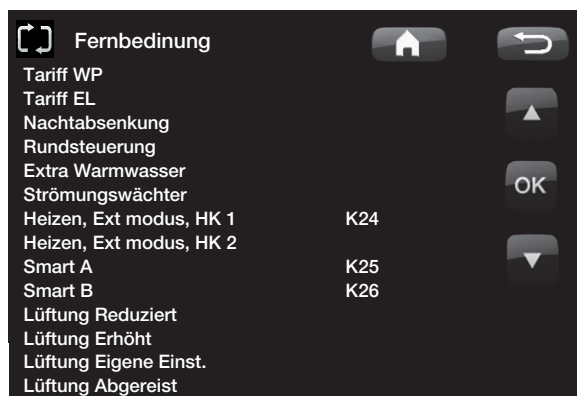 Fernbedinung
Tariff WP
Tariff EL
Nachtabsenkung
Rundsteuerung
Extra Warmwasser
Strömungswächter
Heizen, Ext modus, HK 1 K24
Heizen, Ext modus, HK 2
Smart A K25
Smart B K26
Lüftung Reduziert
Lüftung Erhöht
Lüftung Eigene Einst.
Lüftung Abgereist
OK